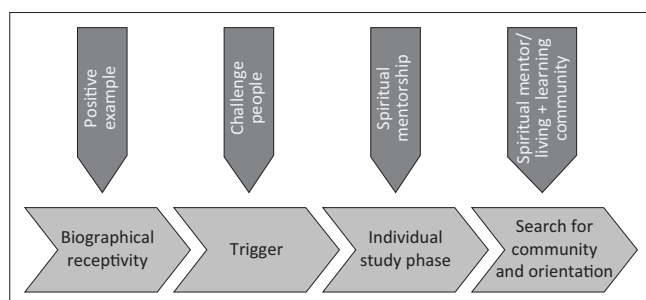 Positive
example
Challenge
people
Spiritual
mentorship
Spiritual mentor/
living + learning
community
Biographical
receptivity
Trigger
Individual
study phase
Search for
community
and orientation